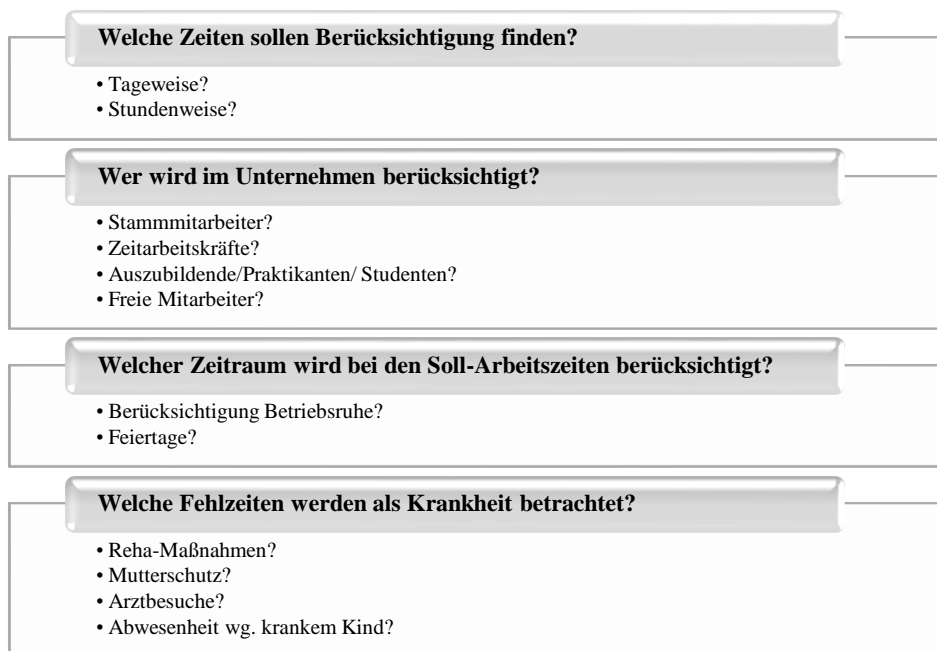 Welche Zeiten sollen Berücksichtigung finden?
• Tageweise?
• Stundenweise?
Wer wird im Unternehmen berücksichtigt?
• Stammmitarbeiter?
• Zeitarbeitskräfte?
• Auszubildende/Praktikanten/ Studenten?
• Freie Mitarbeiter?
Welcher Zeitraum wird bei den Soll-Arbeitszeiten berücksichtigt?
• Berücksichtigung Betriebsruhe?
• Feiertage?
Welche Fehlzeiten werden als Krankheit betrachtet?
• Reha-Maßnahmen?
• Mutterschutz?
• Arztbesuche?
• Abwesenheit wg. krankem Kind?